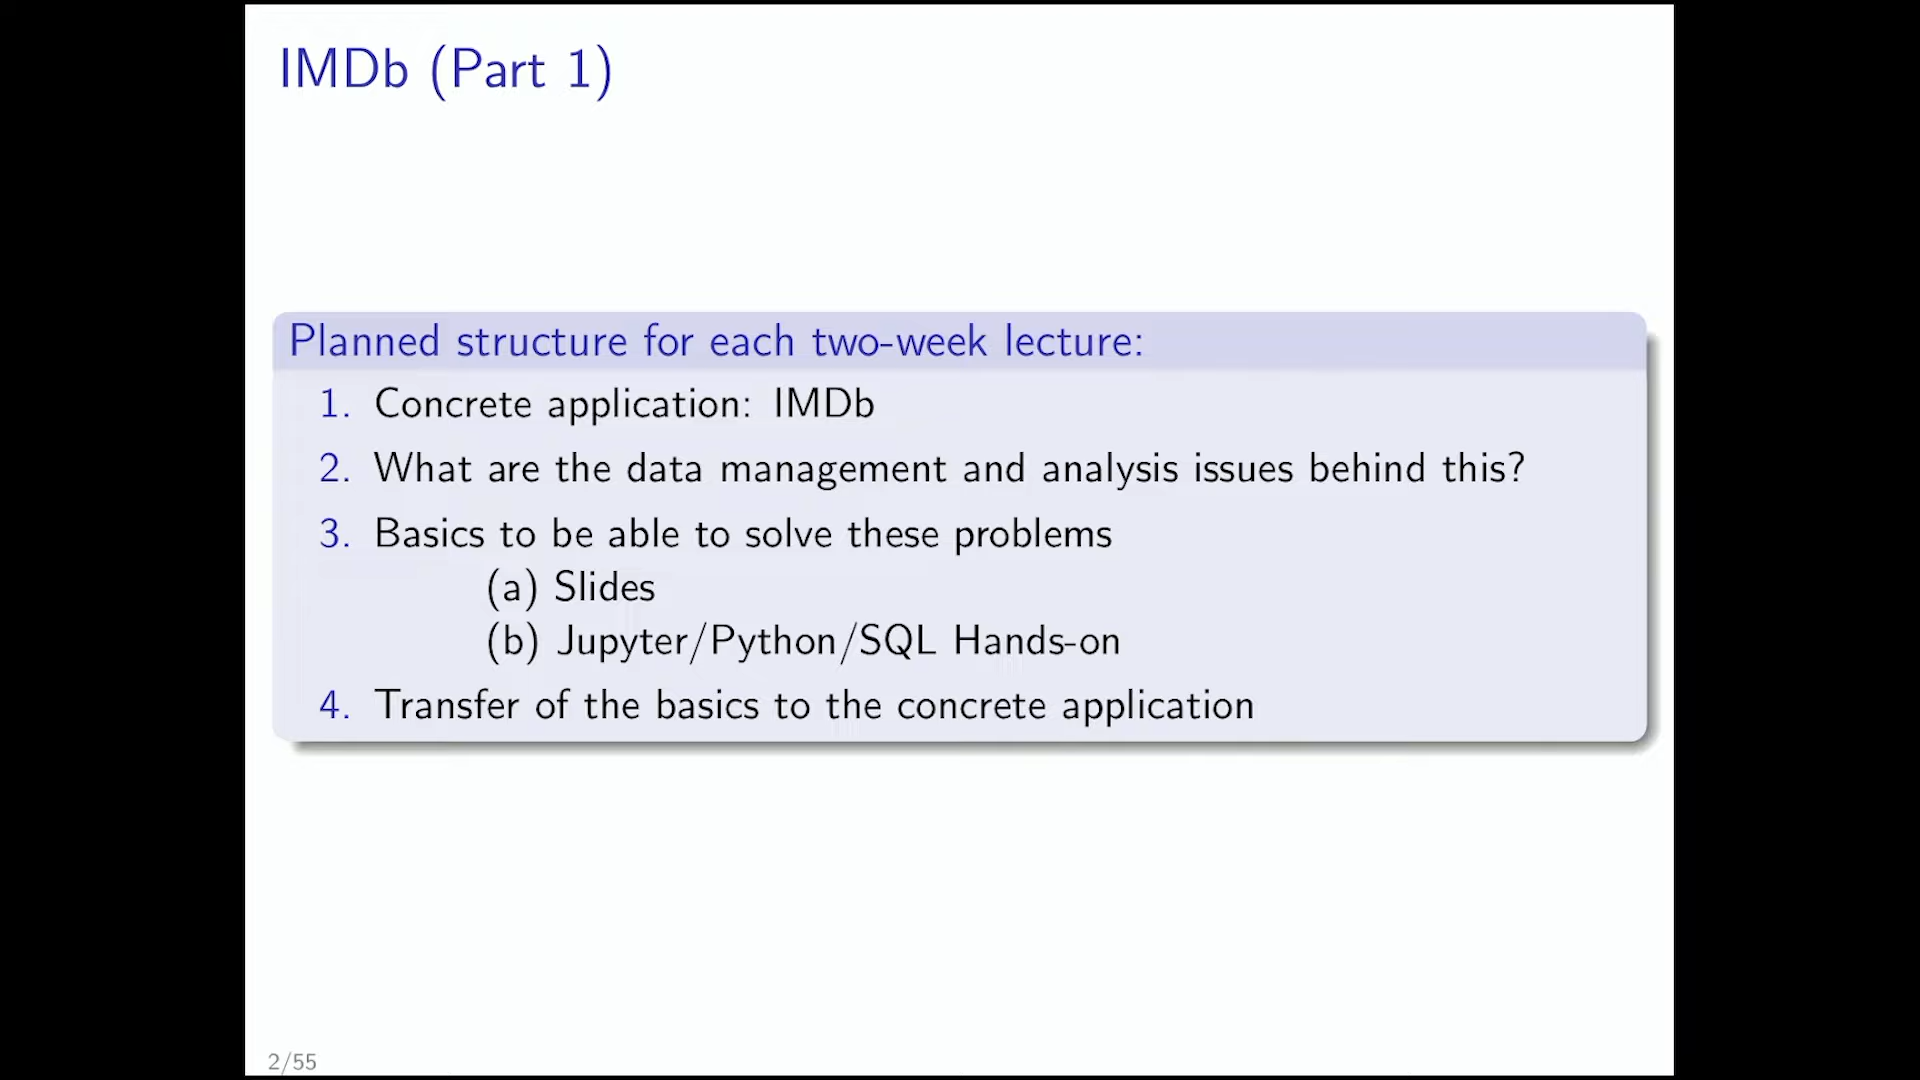 IMDb (Part 1)
Planned structure for each two-week lecture:
1. Concrete application: IMDb
2. What are the data management and analysis issues behind this?
3. Basics to be able to solve these problems
(a) Slides
(b) Jupyter/Python/SQL Hands-on
4. Transfer of the basics to the concrete application
2/55